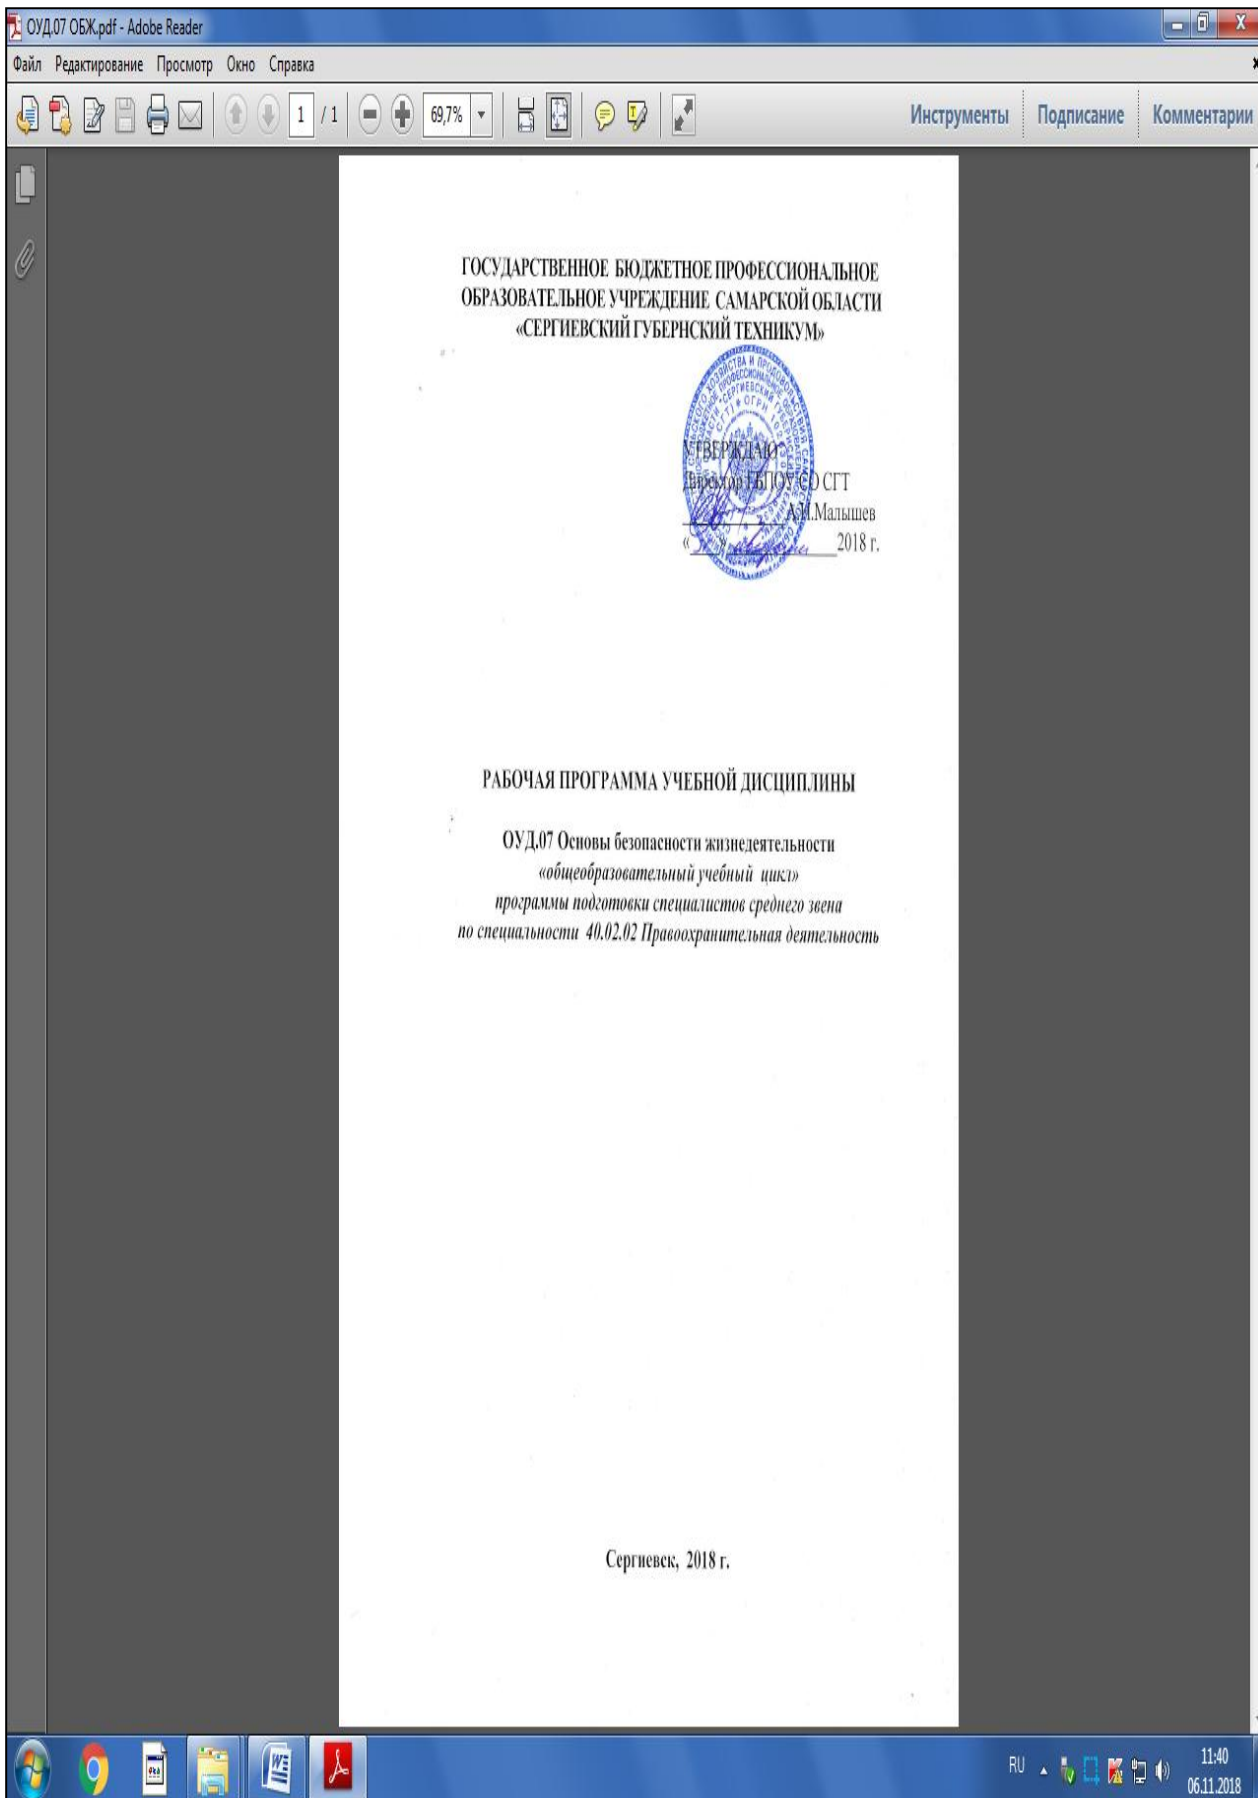 ОУД.07 ОБЖ.pdf - Adobe Reader
Файл Редактирование Просмотр Окно Справка
1 / 1 69,7% Инструменты Подписание Комментарии
ГОСУДАРСТВЕННОЕ БЮДЖЕТНОЕ ПРОФЕССИОНАЛЬНОЕ
ОБРАЗОВАТЕЛЬНОЕ УЧРЕЖДЕНИЕ САМАРСКОЙ ОБЛАСТИ
«СЕРГИЕВСКИЙ ГУБЕРНСКИЙ ТЕХНИКУМ»
УТВЕРЖДАЮ
Директор ГБПОУ СО СГТ
А.Н.Малышев
« » 2018 г.
РАБОЧАЯ ПРОГРАММА УЧЕБНОЙ ДИСЦИПЛИНЫ
ОУД.07 Основы безопасности жизнедеятельности
«общеобразовательный учебный цикл»
программы подготовки специалистов среднего звена
по специальности 40.02.02 Правоохранительная деятельность
Сергиевск, 2018 г.
RU 11:40
06.11.2018